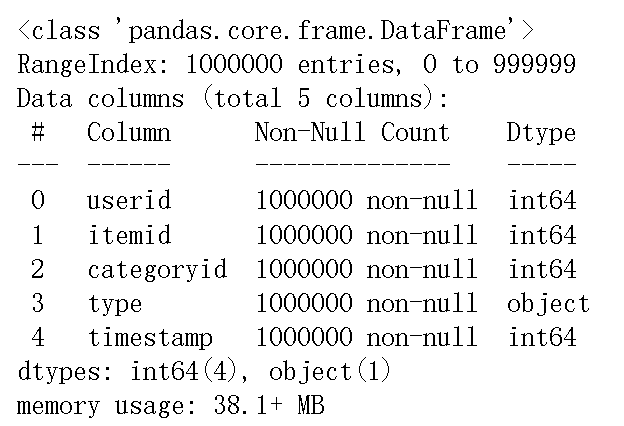 <class 'pandas.core.frame.DataFrame'>
RangeIndex: 1000000 entries, 0 to 999999
Data columns (total 5 columns):
 #   Column      Non-Null Count    Dtype
---  ------      --------------    -----
 0   userid      1000000 non-null  int64
 1   itemid      1000000 non-null  int64
 2   categoryid  1000000 non-null  int64
 3   type        1000000 non-null  object
 4   timestamp   1000000 non-null  int64
dtypes: int64(4), object(1)
memory usage: 38.1+ MB